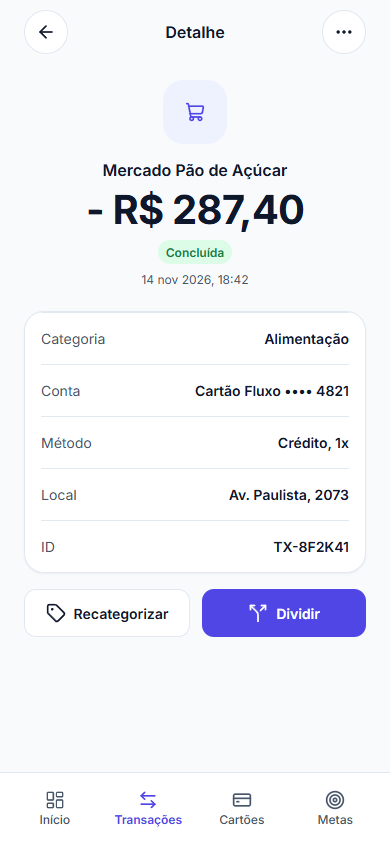 Detalhe
Mercado Pão de Açúcar
- R$ 287,40
Concluída
14 nov 2026, 18:42
Categoria Alimentação
Conta Cartão Fluxo •••• 4821
Método Crédito, 1x
Local Av. Paulista, 2073
ID TX-8F2K41
Recategorizar Dividir
Início Transações Cartões Metas